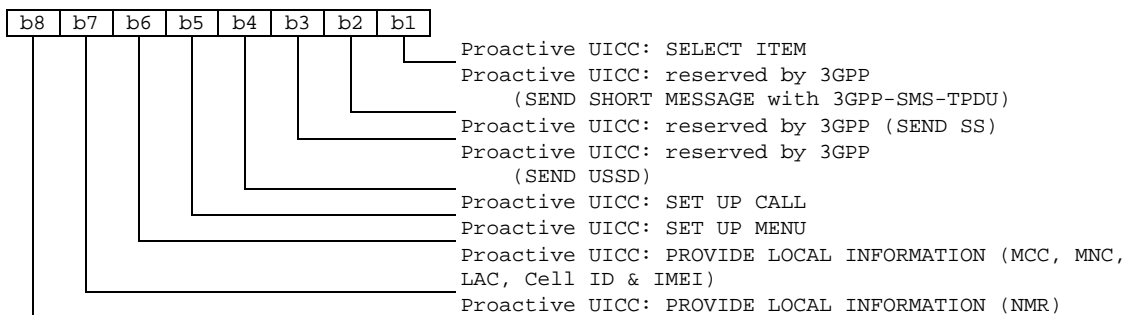 b8 b7 b6 b5 b4 b3 b2 b1
Proactive UICC: SELECT ITEM
Proactive UICC: reserved by 3GPP
(SEND SHORT MESSAGE with 3GPP-SMS-TPDU)
Proactive UICC: reserved by 3GPP (SEND SS)
Proactive UICC: reserved by 3GPP
(SEND USSD)
Proactive UICC: SET UP CALL
Proactive UICC: SET UP MENU
Proactive UICC: PROVIDE LOCAL INFORMATION (MCC, MNC,
LAC, Cell ID & IMEI)
Proactive UICC: PROVIDE LOCAL INFORMATION (NMR)